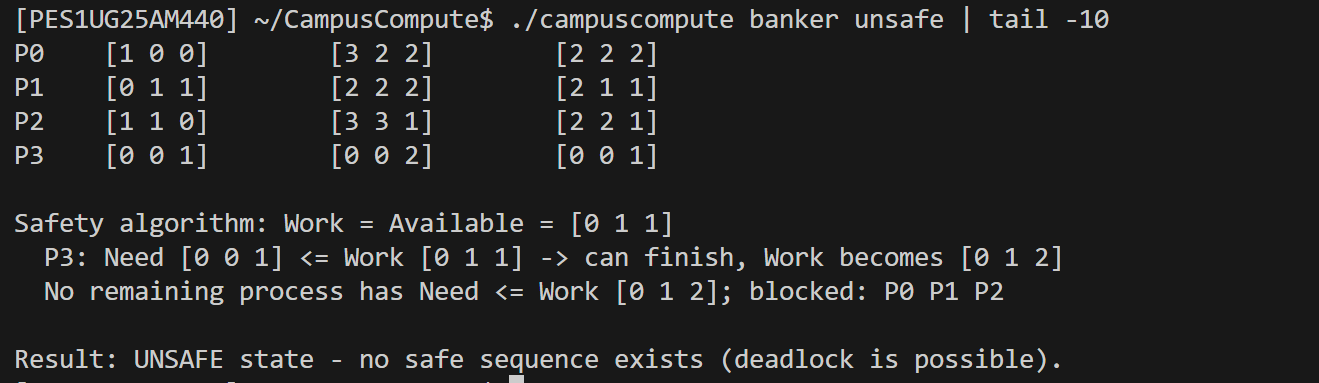 [PES1UG25AM440] ~/CampusCompute$ ./campuscompute banker unsafe | tail -10
P0    [1 0 0]        [3 2 2]        [2 2 2]
P1    [0 1 1]        [2 2 2]        [2 1 1]
P2    [1 1 0]        [3 3 1]        [2 2 1]
P3    [0 0 1]        [0 0 2]        [0 0 1]
Safety algorithm: Work = Available = [0 1 1]
  P3: Need [0 0 1] <= Work [0 1 1] -> can finish, Work becomes [0 1 2]
  No remaining process has Need <= Work [0 1 2]; blocked: P0 P1 P2
Result: UNSAFE state - no safe sequence exists (deadlock is possible).